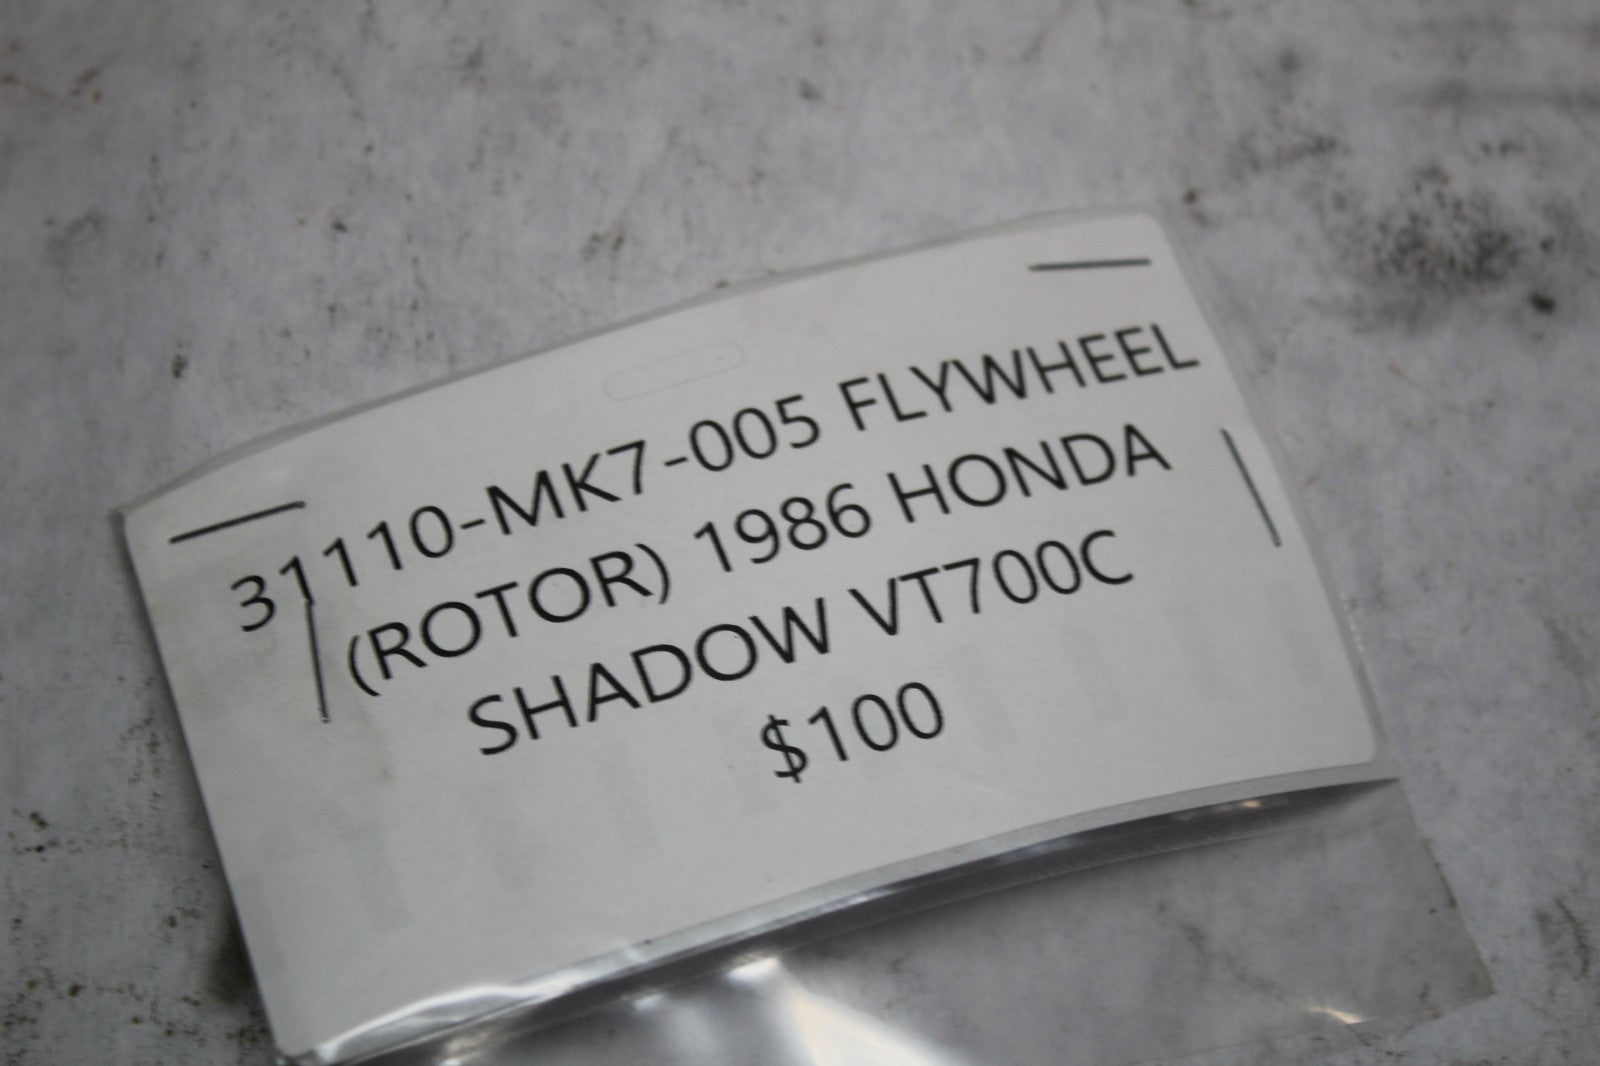 31110-MK7-005 FLYWHEEL
(ROTOR) 1986 HONDA
SHADOW VT700C
$100